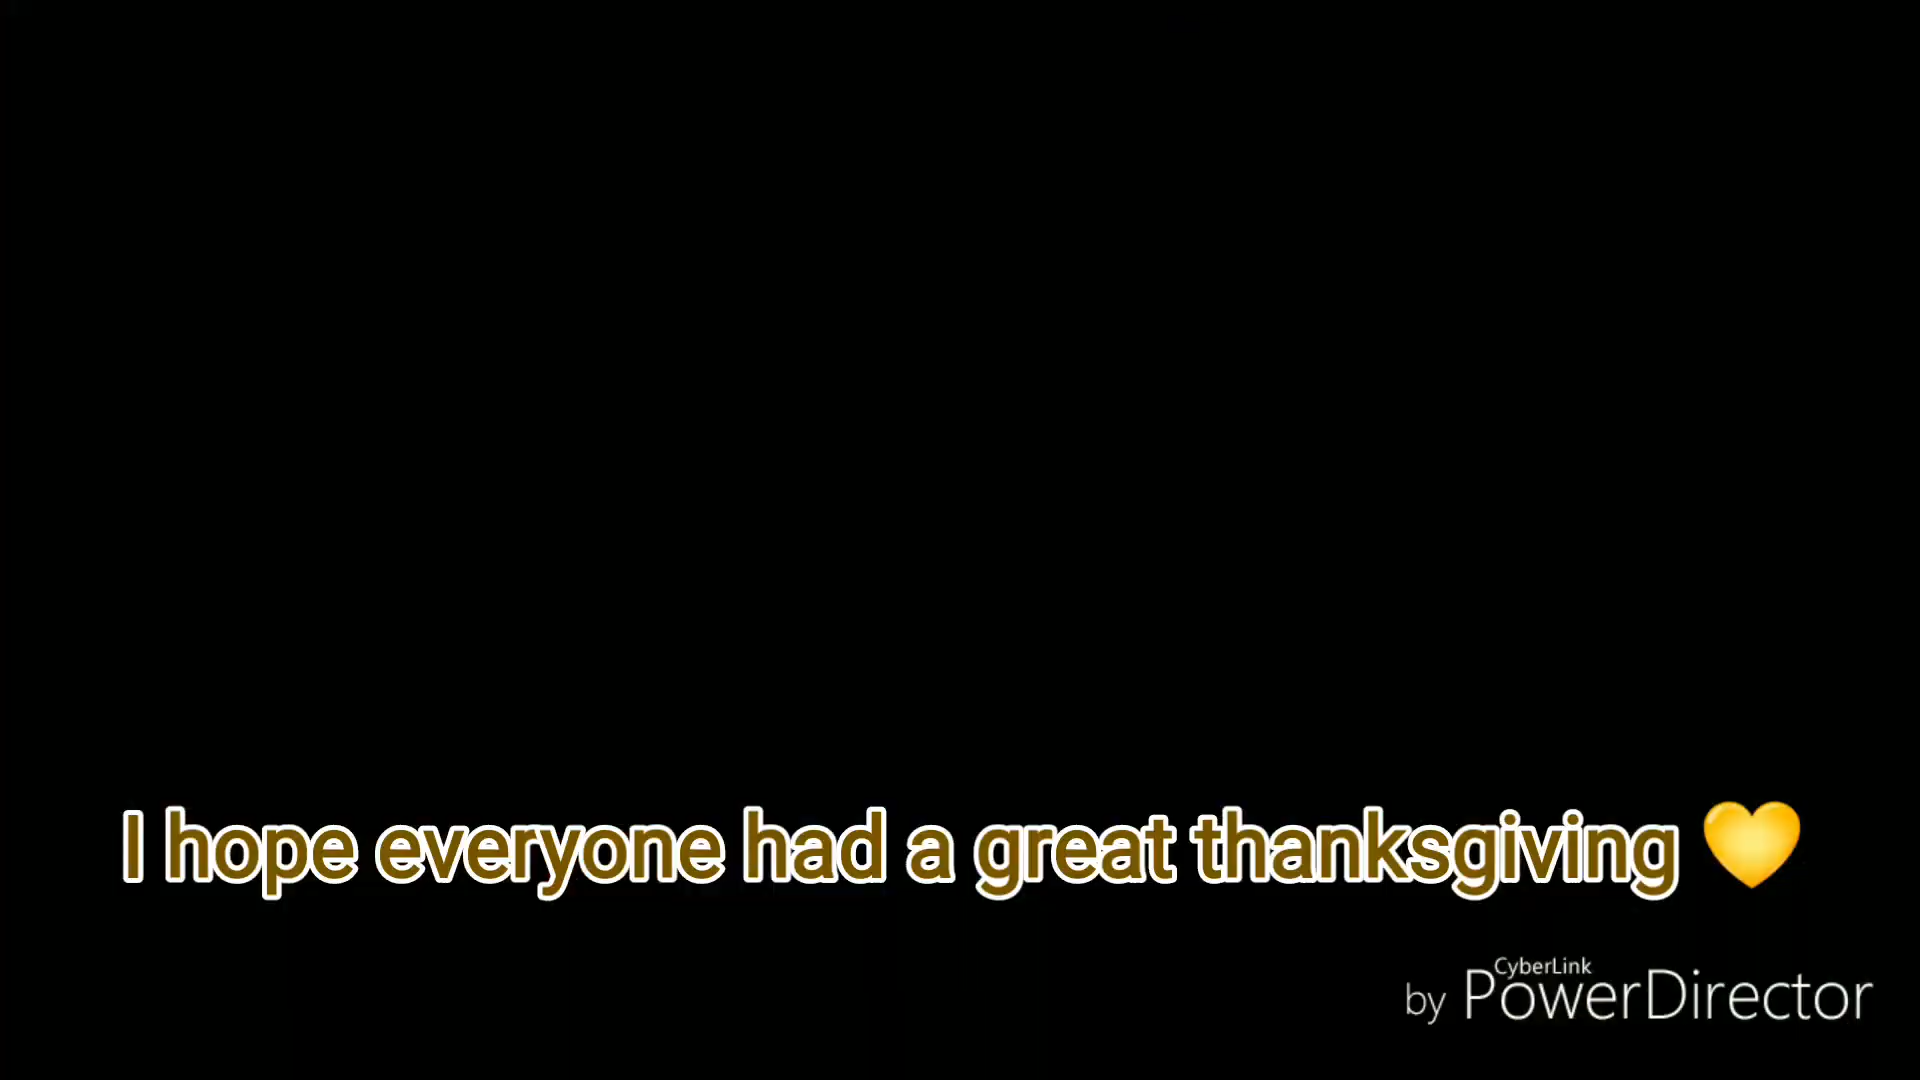 I hope everyone had a great thanksgiving 💛
CyberLink
by PowerDirector